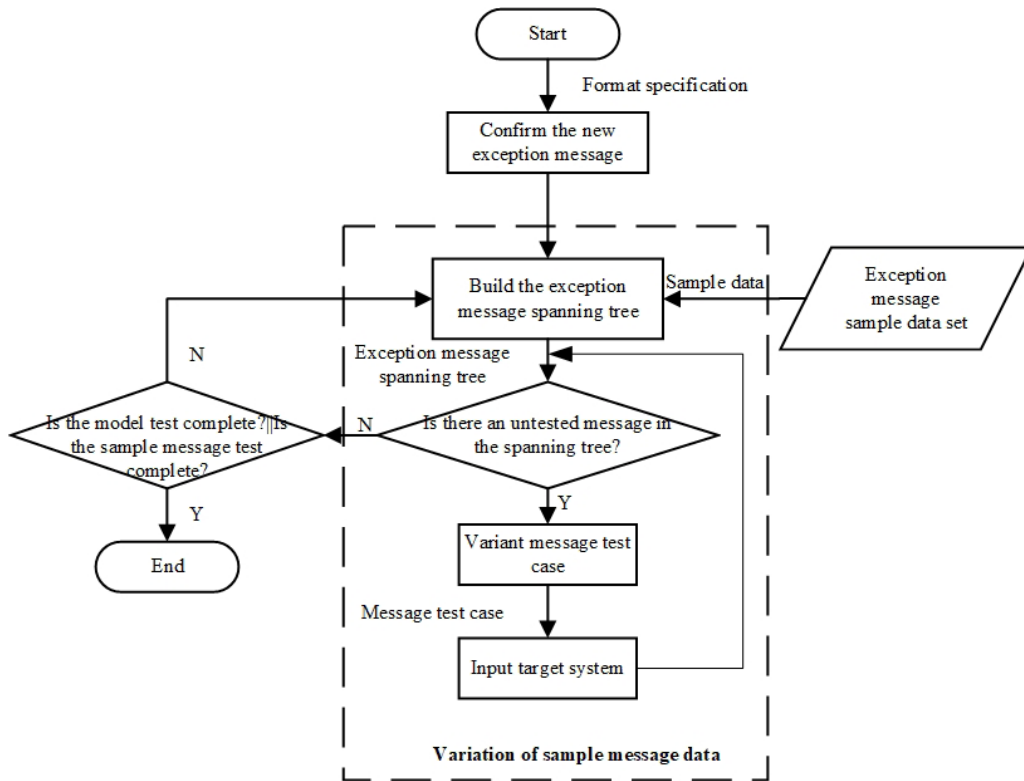 Start
Format specification
Confirm the new
exception message
Build the exception
message spanning tree
Sample data
Exception
message
sample data set
N
Exception message
spanning tree
Is the model test complete?||Is
the sample message test
complete?
N
Is there an untested message in
the spanning tree?
Y
Y
Variant message test
case
End
Message test case
Input target system
Variation of sample message data